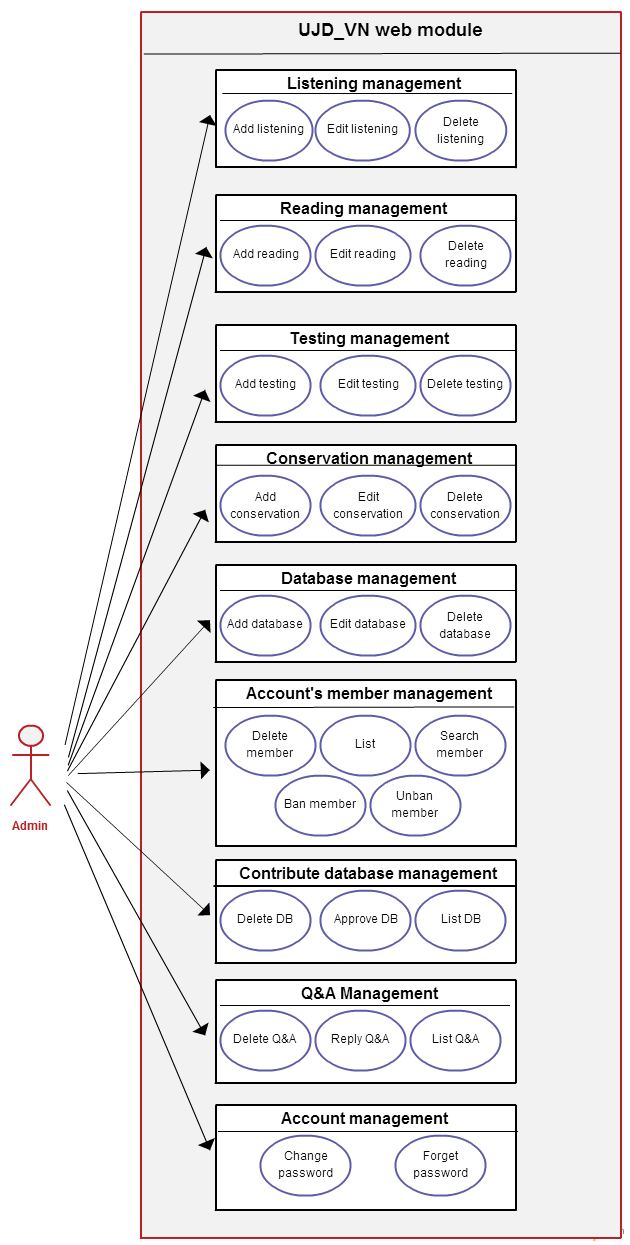 UJD_VN web module
Listening management
Add listening
Edit listening
Delete
listening
Reading management
Add reading
Edit reading
Delete
reading
Testing management
Add testing
Edit testing
Delete testing
Conservation management
Add
conservation
Edit
conservation
Delete
conservation
Database management
Add database
Edit database
Delete
database
Account's member management
Delete
member
List
Search
member
Ban member
Unban
member
Admin
Contribute database management
Delete DB
Approve DB
List DB
Q&A Management
Delete Q&A
Reply Q&A
List Q&A
Account management
Change
password
Forget
password